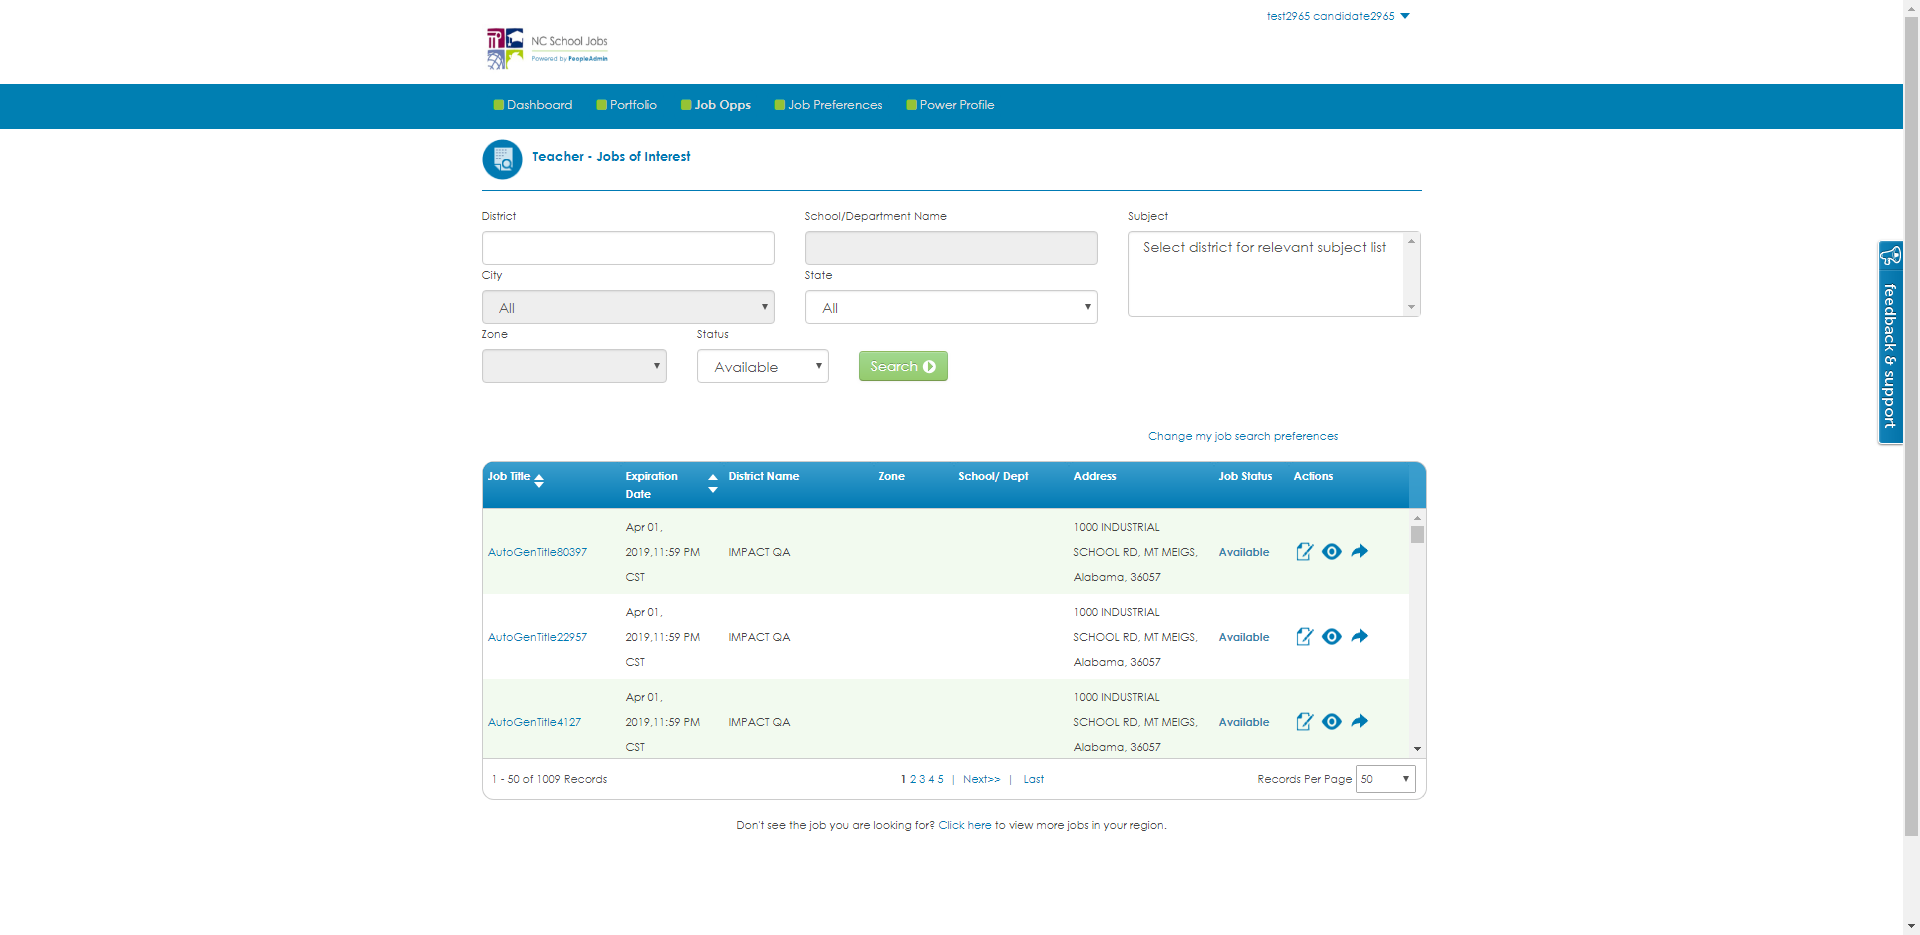 test2965 candidate2965
NC School Jobs
Powered by PeopleAdmin
Dashboard Portfolio Job Opps Job Preferences Power Profile
Teacher - Jobs of Interest
District School/Department Name Subject
Select district for relevant subject list
City State
All All
Zone Status
Available Search
feedback & support
Change my job search preferences
Job Title Expiration Date District Name Zone School/ Dept Address Job Status Actions
Apr 01, 1000 INDUSTRIAL
AutoGenTitle80397 2019,11:59 PM IMPACT QA SCHOOL RD, MT MEIGS, Available
CST Alabama, 36057
Apr 01, 1000 INDUSTRIAL
AutoGenTitle22957 2019,11:59 PM IMPACT QA SCHOOL RD, MT MEIGS, Available
CST Alabama, 36057
Apr 01, 1000 INDUSTRIAL
AutoGenTitle4127 2019,11:59 PM IMPACT QA SCHOOL RD, MT MEIGS, Available
CST Alabama, 36057
1 - 50 of 1009 Records 1 2 3 4 5 | Next>> | Last Records Per Page 50
Don't see the job you are looking for? Click here to view more jobs in your region.